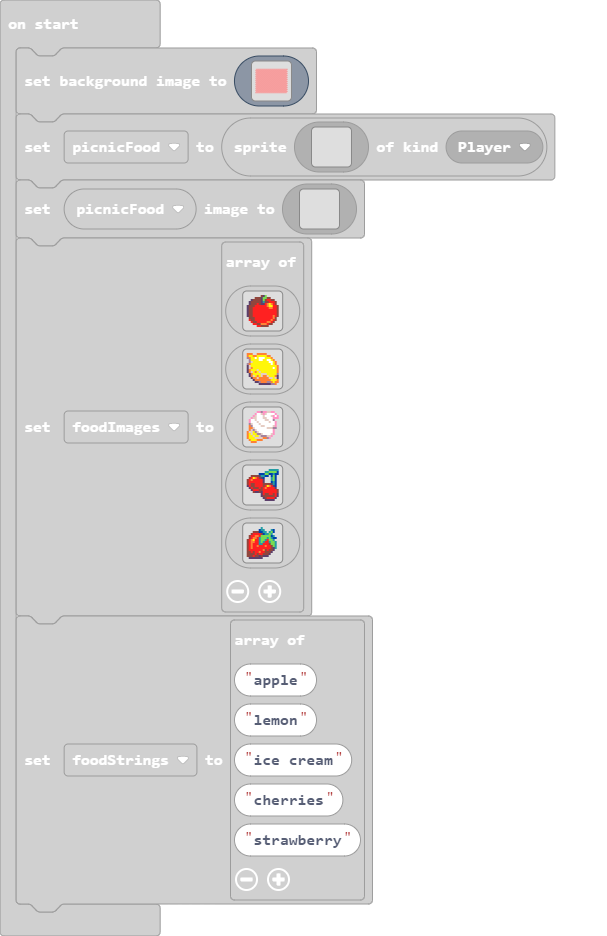 on start
set background image to
set picnicFood to sprite of kind Player
set picnicFood image to
array of
set foodImages to
array of
"apple"
"lemon"
set foodStrings to "ice cream"
"cherries"
"strawberry"